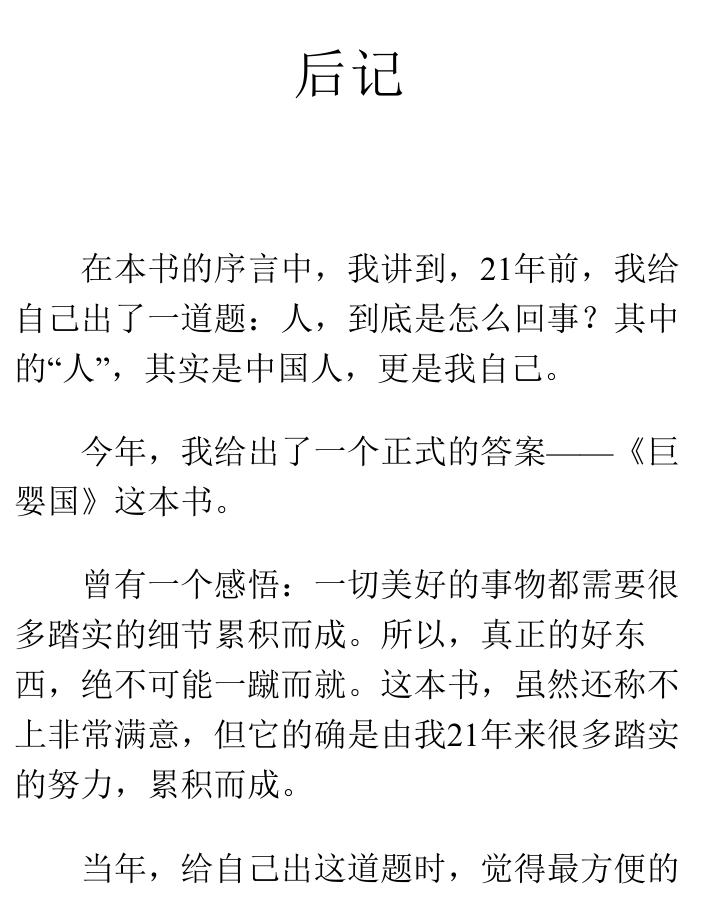 后记
在本书的序言中，我讲到，21年前，我给
自己出了一道题：人，到底是怎么回事？其中
的“人”，其实是中国人，更是我自己。
今年，我给出了一个正式的答案——《巨
婴国》这本书。
曾有一个感悟：一切美好的事物都需要很
多踏实的细节累积而成。所以，真正的好东
西，绝不可能一蹴而就。这本书，虽然还称不
上非常满意，但它的确是由我21年来很多踏实
的努力，累积而成。
当年，给自己出这道题时，觉得最方便的